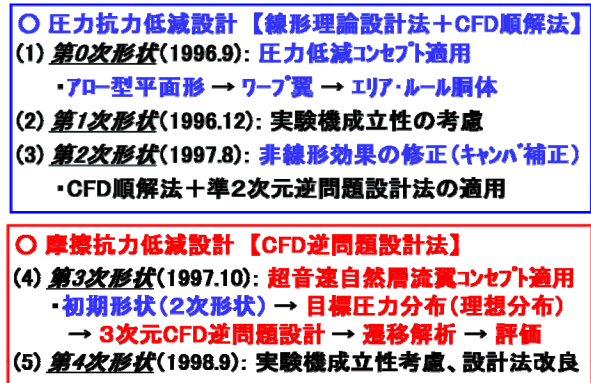 ○ 圧力抗力低減設計 【線形理論設計法＋CFD順解法】
(1) 第0次形状(1996.9): 圧力低減ｺﾝｾﾌﾟﾄ適用
・ｱﾛｰ型平面形 → ﾜｰﾌﾟ翼 → ｴﾘｱ・ﾙｰﾙ胴体
(2) 第1次形状(1996.12): 実験機成立性の考慮
(3) 第2次形状(1997.8): 非線形効果の修正(ｷｬﾝﾊﾞ補正)
・CFD順解法＋準2次元逆問題設計法の適用
○ 摩擦抗力低減設計 【CFD逆問題設計法】
(4) 第3次形状(1997.10): 超音速自然層流翼ｺﾝｾﾌﾟﾄ適用
・初期形状(2次形状) → 目標圧力分布(理想分布)
→ 3次元CFD逆問題設計 → 遷移解析 → 評価
(5) 第4次形状(1998.9): 実験機成立性考慮、設計法改良